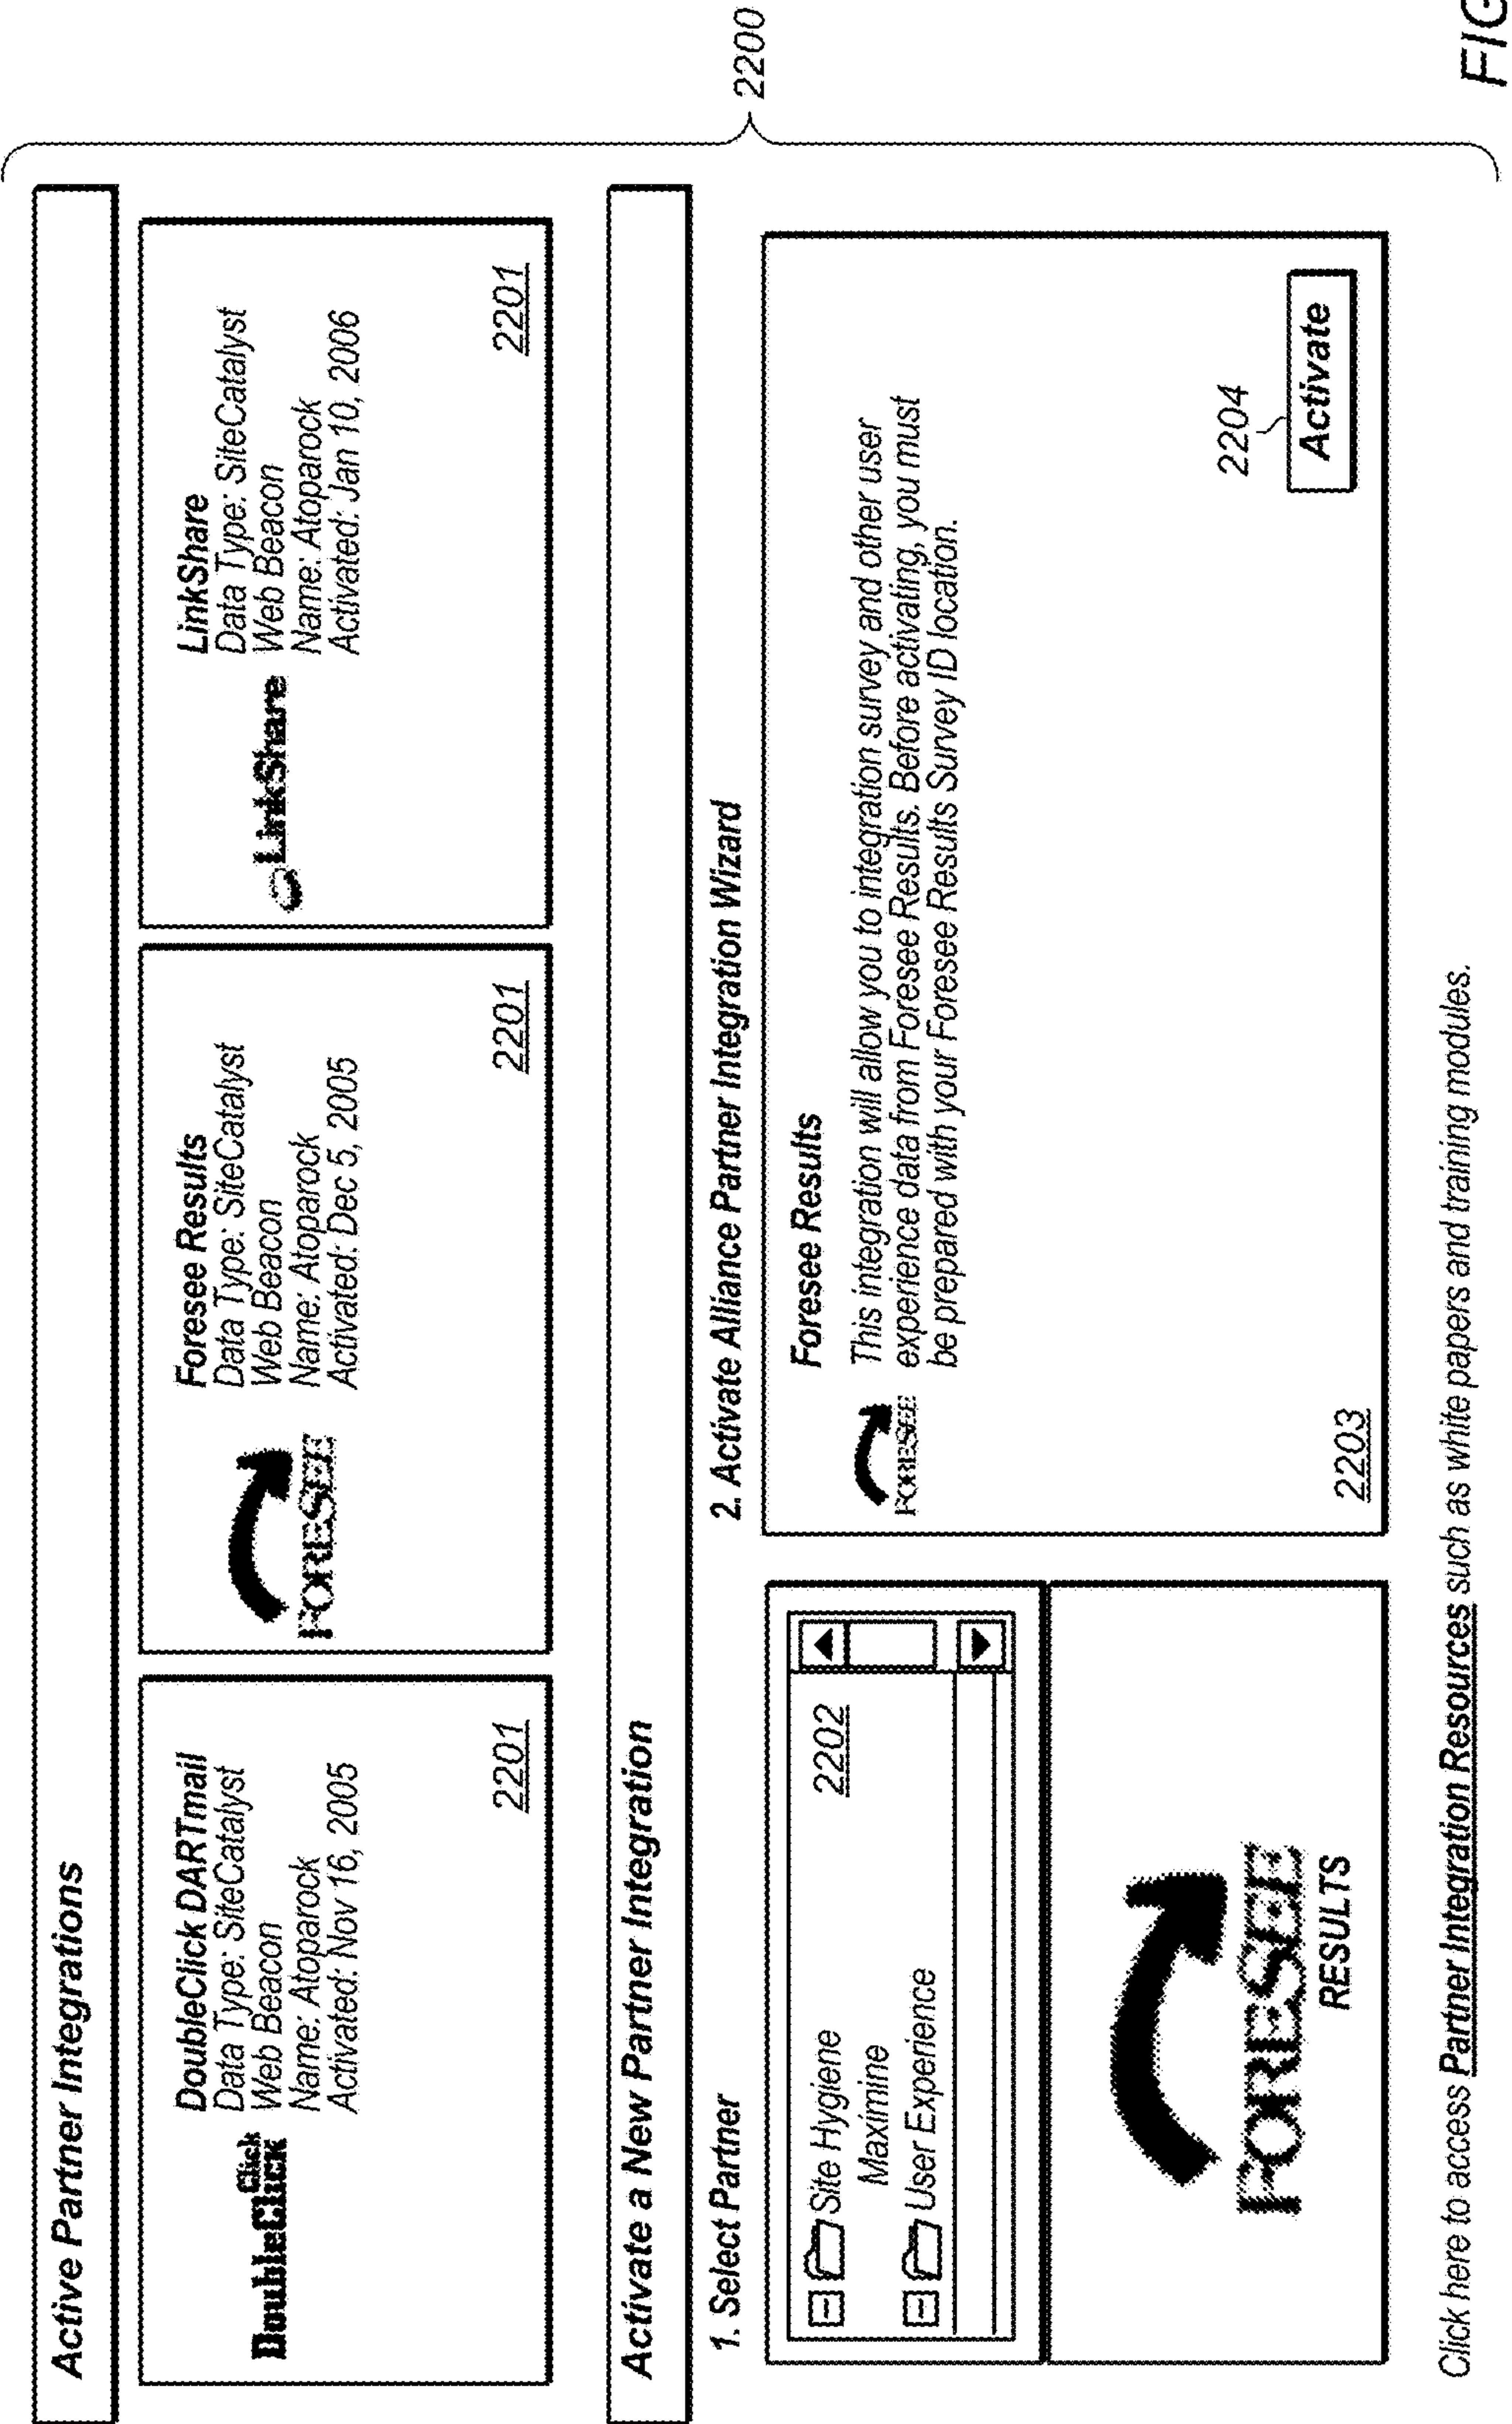 Active Partner Integrations
DoubleClick
Click
DoubleClick DARTmail
Data Type: SiteCatalyst
Web Beacon
Name: Atoparock
Activated: Nov 16, 2005
2201
FORESEE
Foresee Results
Data Type: SiteCatalyst
Web Beacon
Name: Atoparock
Activated: Dec 5, 2005
2201
LinkShare
LinkShare
Data Type: SiteCatalyst
Web Beacon
Name: Atoparock
Activated: Jan 10, 2006
2201
2200
Activate a New Partner Integration
1. Select Partner
Site Hygiene
Maximine
User Experience
2202
FORESEE
RESULTS
2. Activate Alliance Partner Integration Wizard
FORESEE
Foresee Results
This integration will allow you to integration survey and other user
experience data from Foresee Results. Before activating, you must
be prepared with your Foresee Results Survey ID location.
2203
2204
Activate
Click here to access Partner Integration Resources such as white papers and training modules.
FIG